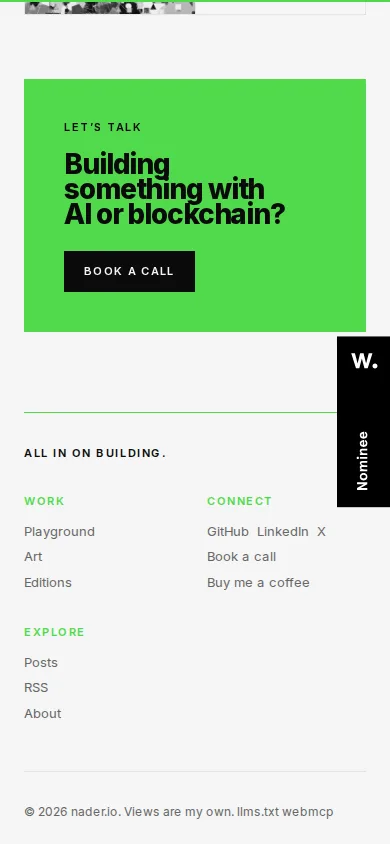 LET'S TALK
Building
something with
AI or blockchain?
BOOK A CALL
W.
Nominee
ALL IN ON BUILDING.
WORK
Playground
Art
Editions
CONNECT
GitHub LinkedIn X
Book a call
Buy me a coffee
EXPLORE
Posts
RSS
About
© 2026 nader.io. Views are my own. llms.txt webmcp